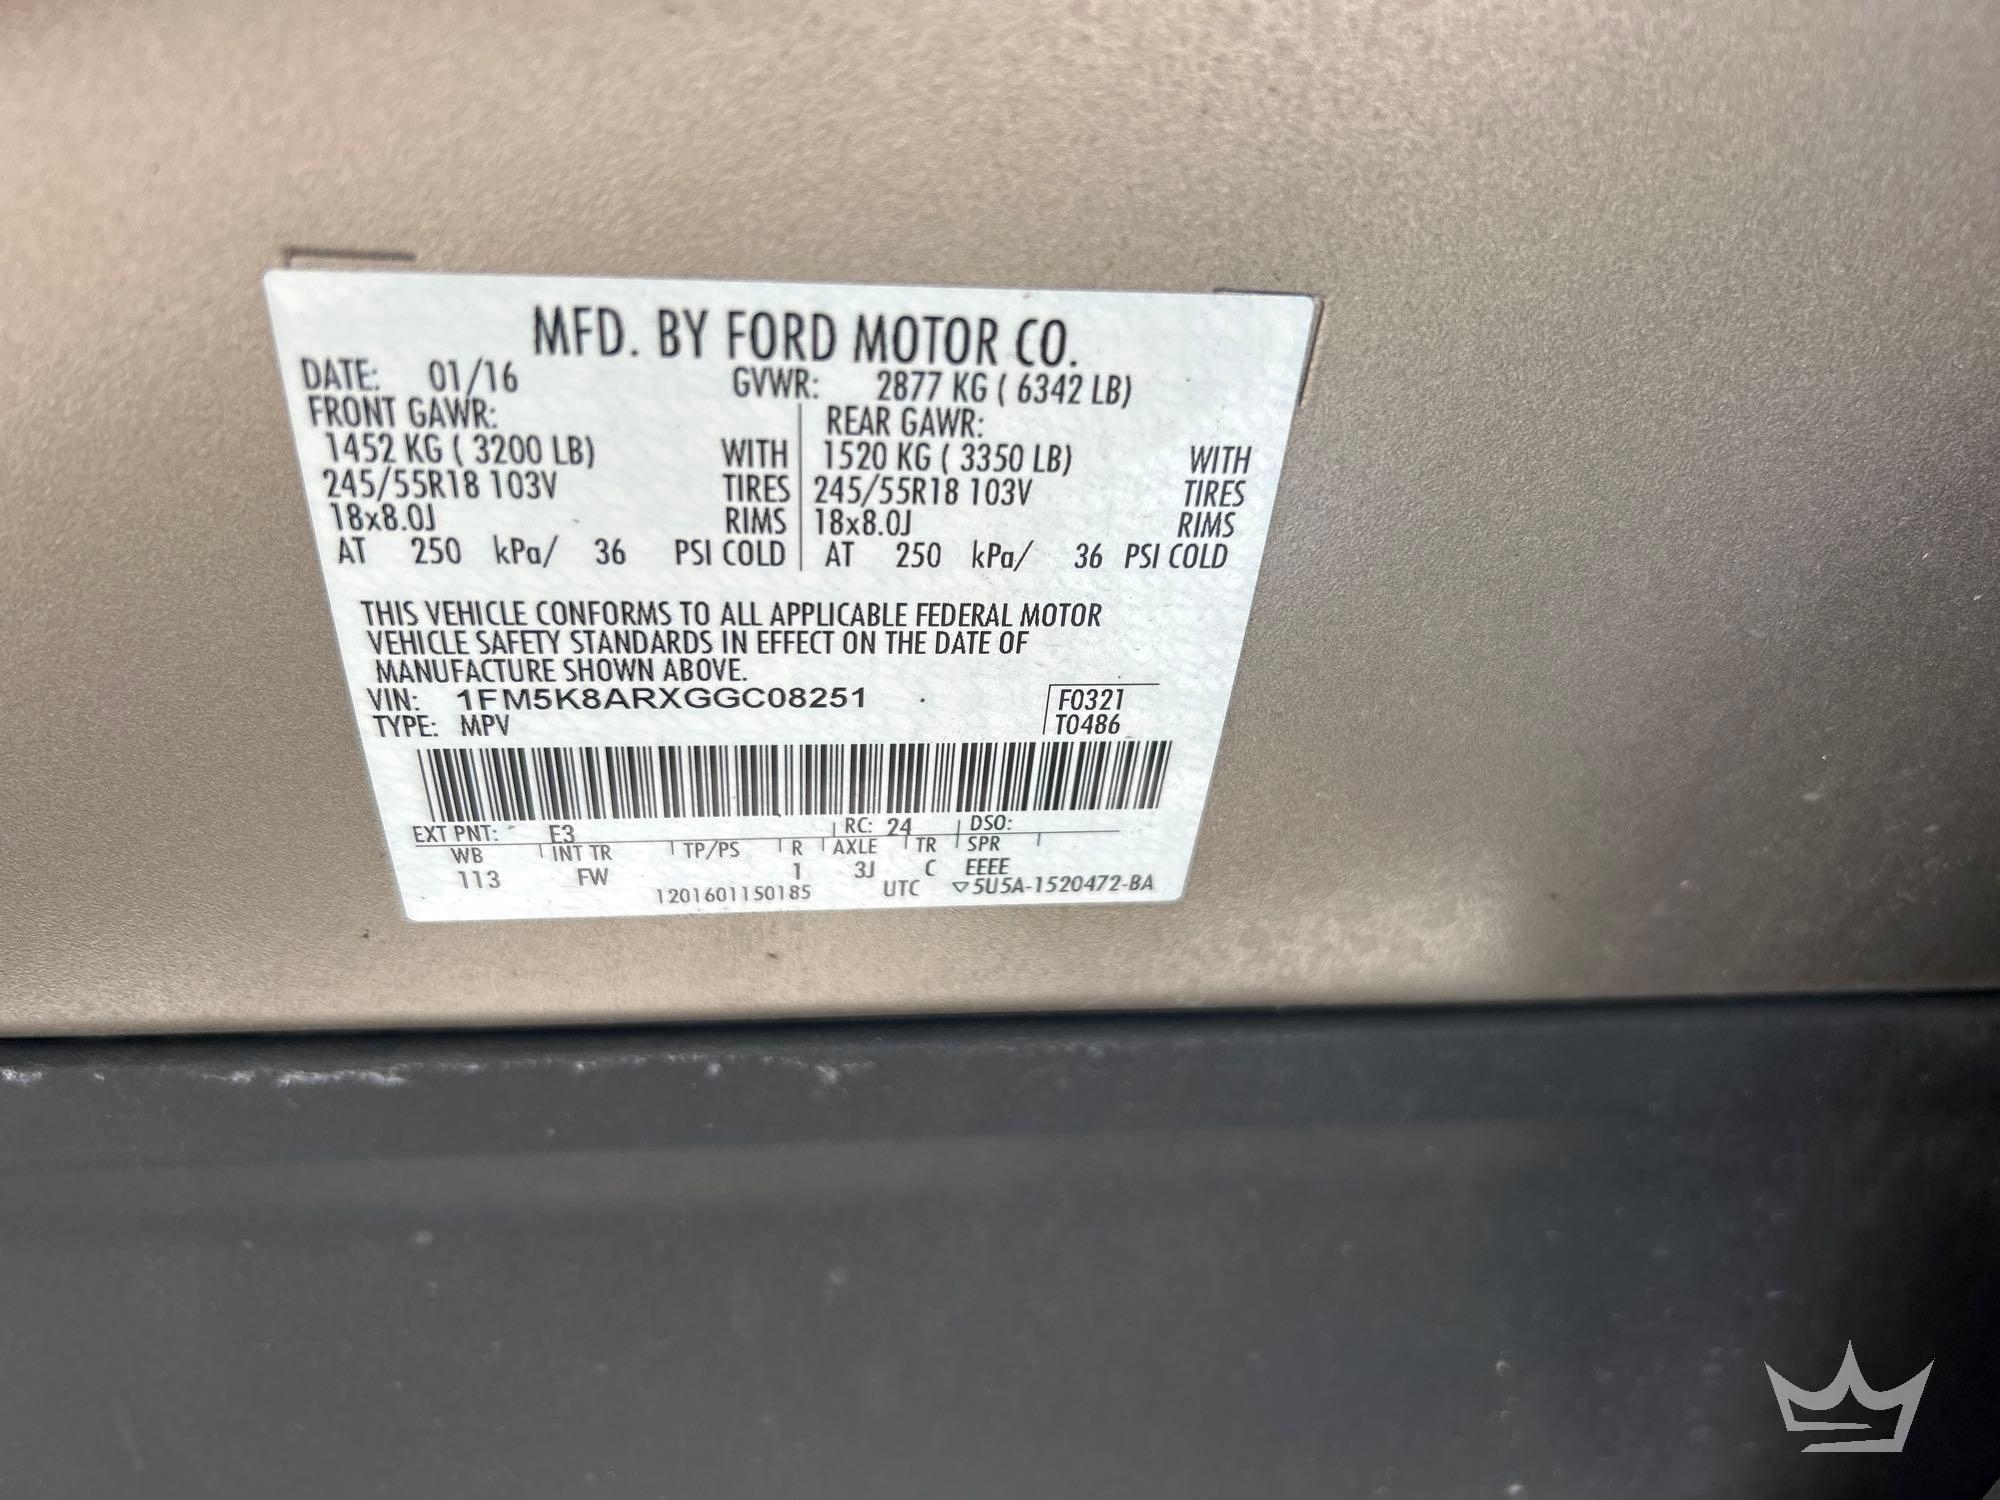 MFD. BY FORD MOTOR CO.
DATE: 01/16 GVWR: 2877 KG ( 6342 LB)
FRONT GAWR: REAR GAWR:
1452 KG ( 3200 LB) WITH 1520 KG ( 3350 LB) WITH
245/55R18 103V TIRES 245/55R18 103V TIRES
18x8.0J RIMS 18x8.0J RIMS
AT 250 kPa/ 36 PSI COLD AT 250 kPa/ 36 PSI COLD
THIS VEHICLE CONFORMS TO ALL APPLICABLE FEDERAL MOTOR
VEHICLE SAFETY STANDARDS IN EFFECT ON THE DATE OF
MANUFACTURE SHOWN ABOVE.
VIN: 1FM5K8ARXGGC08251 F0321
TYPE: MPV T0486
EXT PNT: E3 RC: 24 DSO:
WB INT TR TP/PS R AXLE TR SPR
113 FW 1 3J C EEEE
1201601150185 UTC ▽5U5A-1520472-BA